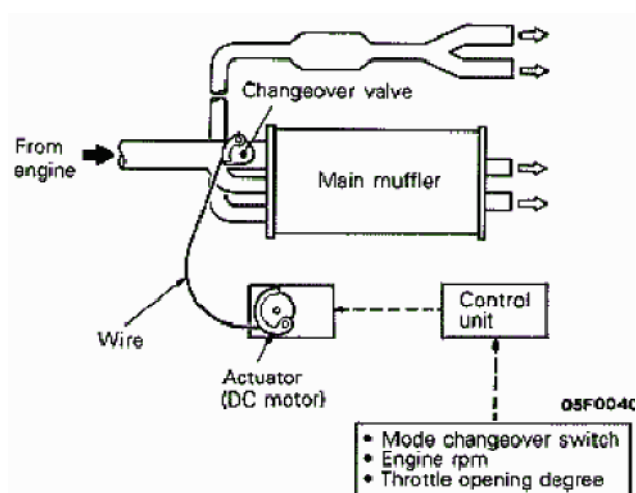 Changeover valve
From
engine
Main muffler
Wire
Control
unit
Actuator
(DC motor)
05F0040
• Mode changeover switch
• Engine rpm
• Throttle opening degree